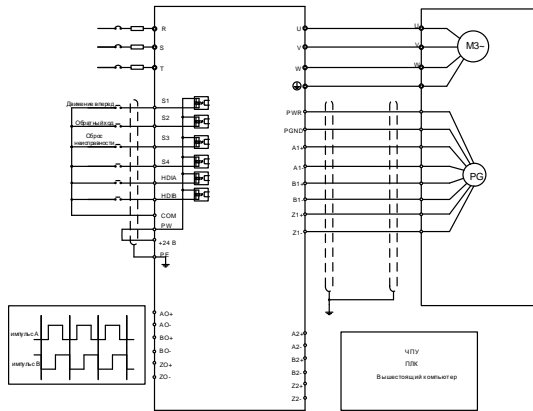 R
S
T
U
V
W
U
V
W
M3~
Движение вперед
S1
Обратный ход
S2
Сброс
неисправности
S3
S4
HDIA
HDIB
COM
PW
+24 В
PE
PWR
PGND
A1+
A1-
B1+
B1-
Z1+
Z1-
PG
импульс A
импульс B
AO+
AO-
BO+
BO-
ZO+
ZO-
A2+
A2-
B2+
B2-
Z2+
Z2-
ЧПУ
ПЛК
Вышестоящий компьютер